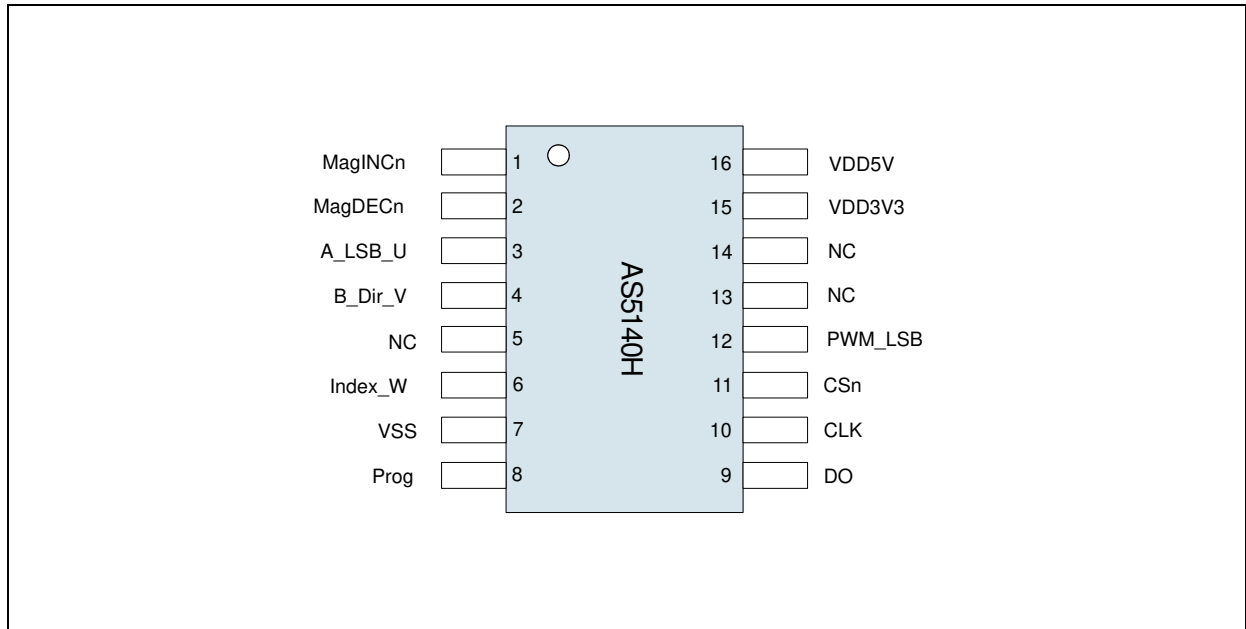 MagINCn 1 16 VDD5V
MagDECn 2 15 VDD3V3
A_LSB_U 3 14 NC
B_Dir_V 4 13 NC
NC 5 12 PWM_LSB
Index_W 6 11 CSn
VSS 7 10 CLK
Prog 8 9 DO
AS5140H